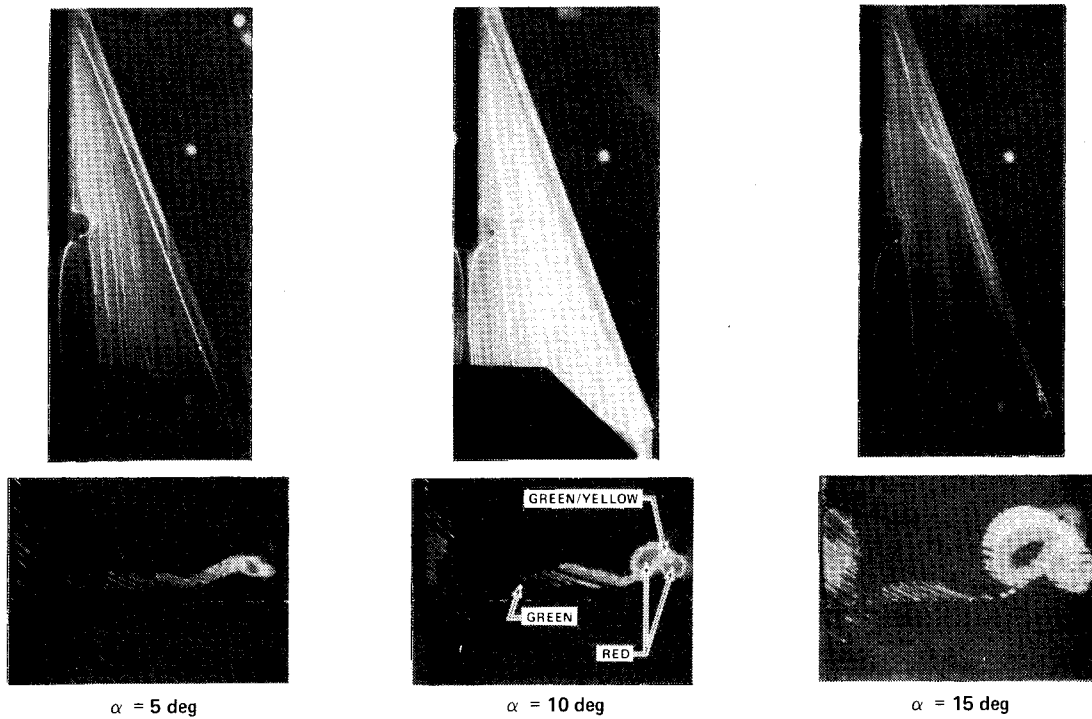 GREEN/YELLOW
GREEN
RED
α = 5 deg
α = 10 deg
α = 15 deg